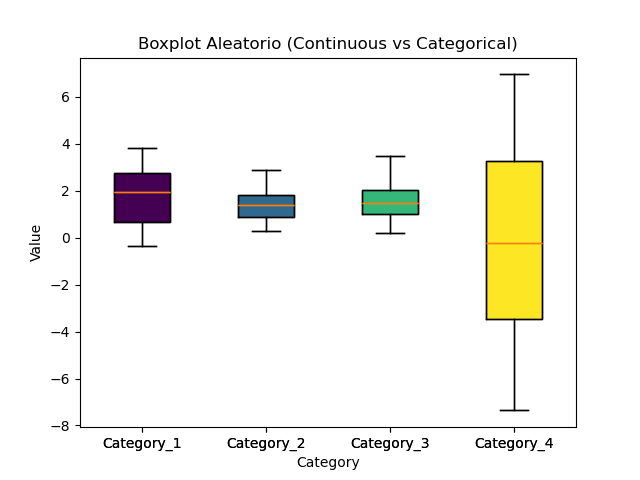 Boxplot Aleatorio (Continuous vs Categorical)
6
4
2
0
−2
−4
−6
−8
Value
Category_1 Category_2 Category_3 Category_4
Category